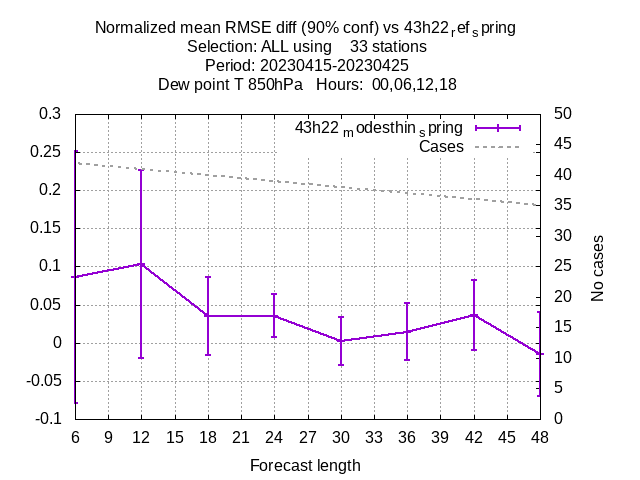 Normalized mean RMSE diff (90% conf) vs 43h22refspring
Selection: ALL using 33 stations
Period: 20230415-20230425
Dew point T 850hPa Hours: 00,06,12,18
43h22modesthinspring
Cases
0.3
0.25
0.2
0.15
0.1
0.05
0
-0.05
-0.1
50
45
40
35
30
25
20
15
10
5
0
No cases
6 9 12 15 18 21 24 27 30 33 36 39 42 45 48
Forecast length